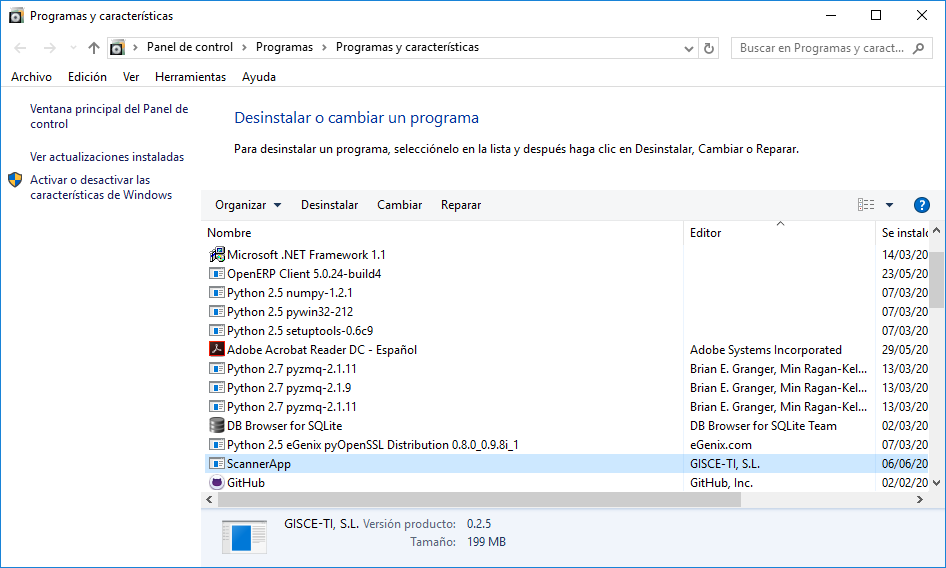 Programas y características
Panel de control > Programas > Programas y características
Buscar en Programas y caract...
Archivo Edición Ver Herramientas Ayuda
Ventana principal del Panel de
control
Ver actualizaciones instaladas
Activar o desactivar las
características de Windows
Desinstalar o cambiar un programa
Para desinstalar un programa, selecciónelo en la lista y después haga clic en Desinstalar, Cambiar o Reparar.
Organizar Desinstalar Cambiar Reparar
Nombre Editor Se instaló
Microsoft .NET Framework 1.1 14/03/20
OpenERP Client 5.0.24-build4 23/05/20
Python 2.5 numpy-1.2.1 07/03/20
Python 2.5 pywin32-212 07/03/20
Python 2.5 setuptools-0.6c9 07/03/20
Adobe Acrobat Reader DC - Español Adobe Systems Incorporated 29/05/20
Python 2.7 pyzmq-2.1.11 Brian E. Granger, Min Ragan-Kel... 13/03/20
Python 2.7 pyzmq-2.1.9 Brian E. Granger, Min Ragan-Kel... 13/03/20
Python 2.7 pyzmq-2.1.11 Brian E. Granger, Min Ragan-Kel... 13/03/20
DB Browser for SQLite DB Browser for SQLite Team 02/03/20
Python 2.5 eGenix pyOpenSSL Distribution 0.8.0_0.9.8i_1 eGenix.com 07/03/20
ScannerApp GISCE-TI, S.L. 06/06/20
GitHub GitHub, Inc. 02/02/20
GISCE-TI, S.L. Versión producto: 0.2.5
Tamaño: 199 MB